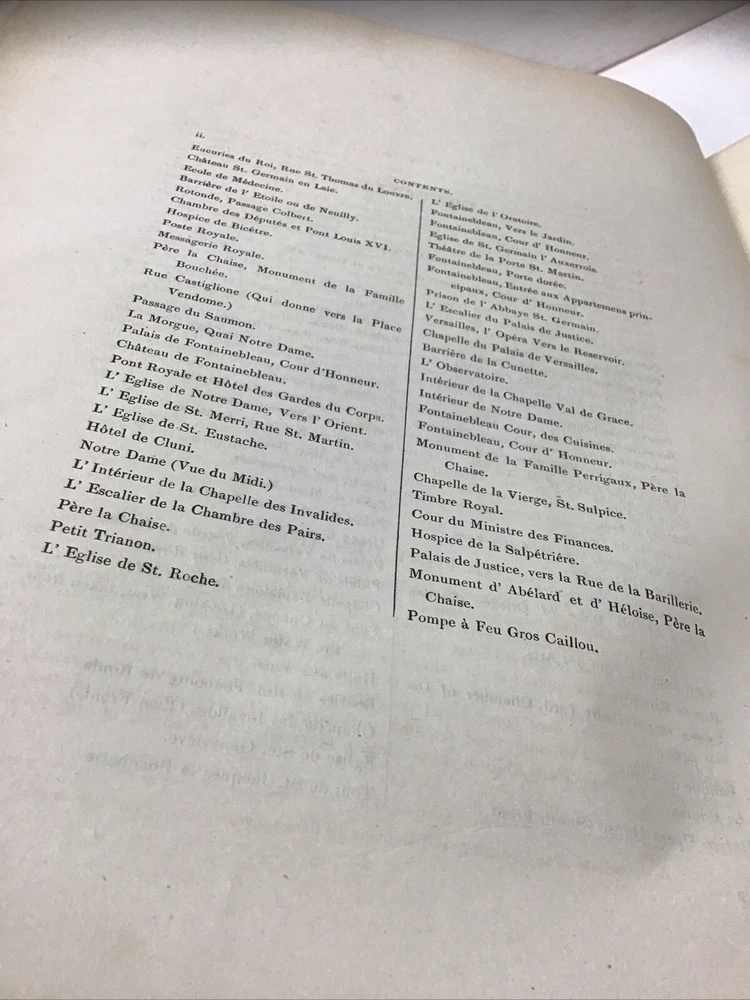 ii.
CONTENTS.
Eucuries du Roi, Rue St. Thomas du Louvre.
Château St. Germain en Laie.
Ecole de Médecine.
Barrière de l' Etoile ou de Neuilly.
Rotonde, Passage Colbert.
Chambre des Députés et Pont Louis XVI.
Hospice de Bicétre.
Poste Royale.
Messagerie Royale.
Père la Chaise, Monument de la Famille
Bouchée.
Rue Castiglione (Qui donne vers la Place
Vendome.)
Passage du Saumon.
La Morgue, Quai Notre Dame.
Palais de Fontainebleau, Cour d'Honneur.
Château de Fontainebleau.
Pont Royale et Hôtel des Gardes du Corps.
L' Eglise de Notre Dame, Vers l' Orient.
L' Eglise de St. Merri, Rue St. Martin.
L' Eglise de St. Eustache.
Hôtel de Cluni.
Notre Dame (Vue du Midi.)
L' Intérieur de la Chapelle des Invalides.
L' Escalier de la Chambre des Pairs.
Père la Chaise.
Petit Trianon.
L' Eglise de St. Roche.
L' Eglise de l' Oratoire.
Fontainebleau, Vers le Jardin.
Fontainebleau, Cour d' Honneur.
Eglise de St. Germain l' Auxerrois.
Théâtre de la Porte St. Martin.
Fontainebleau, Porte dorée.
Fontainebleau, Entrée aux Appartemens prin-
cipaux, Cour d' Honneur.
Prison de l' Abbaye St. Germain.
L' Escalier du Palais de Justice.
Versailles, l' Opéra Vers le Reservoir.
Chapelle du Palais de Versailles.
Barrière de la Cunette.
L' Observatoire.
Intérieur de la Chapelle Val de Grace.
Intérieur de Notre Dame.
Fontainebleau Cour, des Cuisines.
Fontainebleau, Cour d' Honneur.
Monument de la Famille Perrigaux, Père la
Chaise.
Chapelle de la Vierge, St. Sulpice.
Timbre Royal.
Cour du Ministre des Finances.
Hospice de la Salpétriére.
Palais de Justice, vers la Rue de la Barillerie.
Monument d' Abélard et d' Héloise, Père la
Chaise.
Pompe à Feu Gros Caillou.